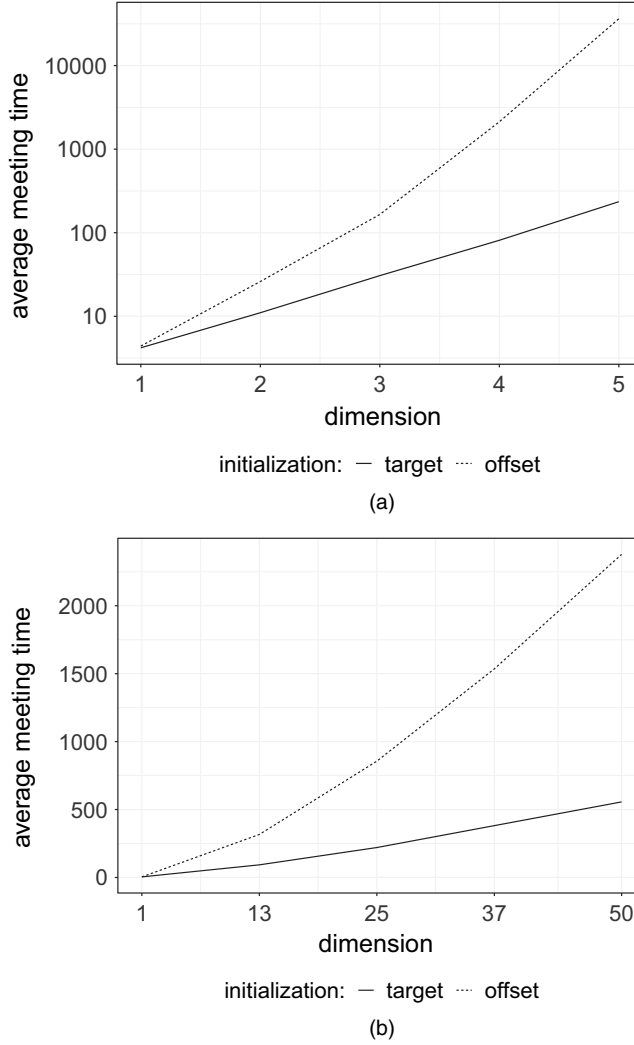 10000
1000
100
10
average meeting time
1 2 3 4 5
dimension
initialization: target offset
(a)
2000
1500
1000
500
0
average meeting time
1 13 25 37 50
dimension
initialization: target offset
(b)